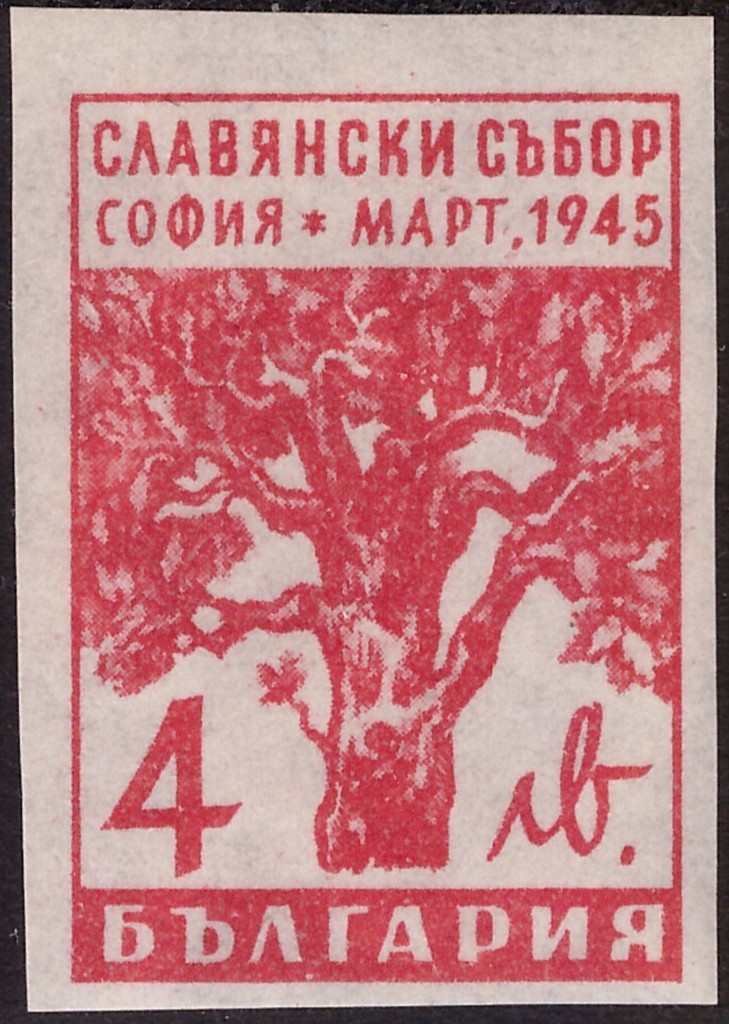 СЛАВЯНСКИ СЪБОР
СОФИЯ * МАРТ, 1945
4 лв.
БЪЛГАРИЯ